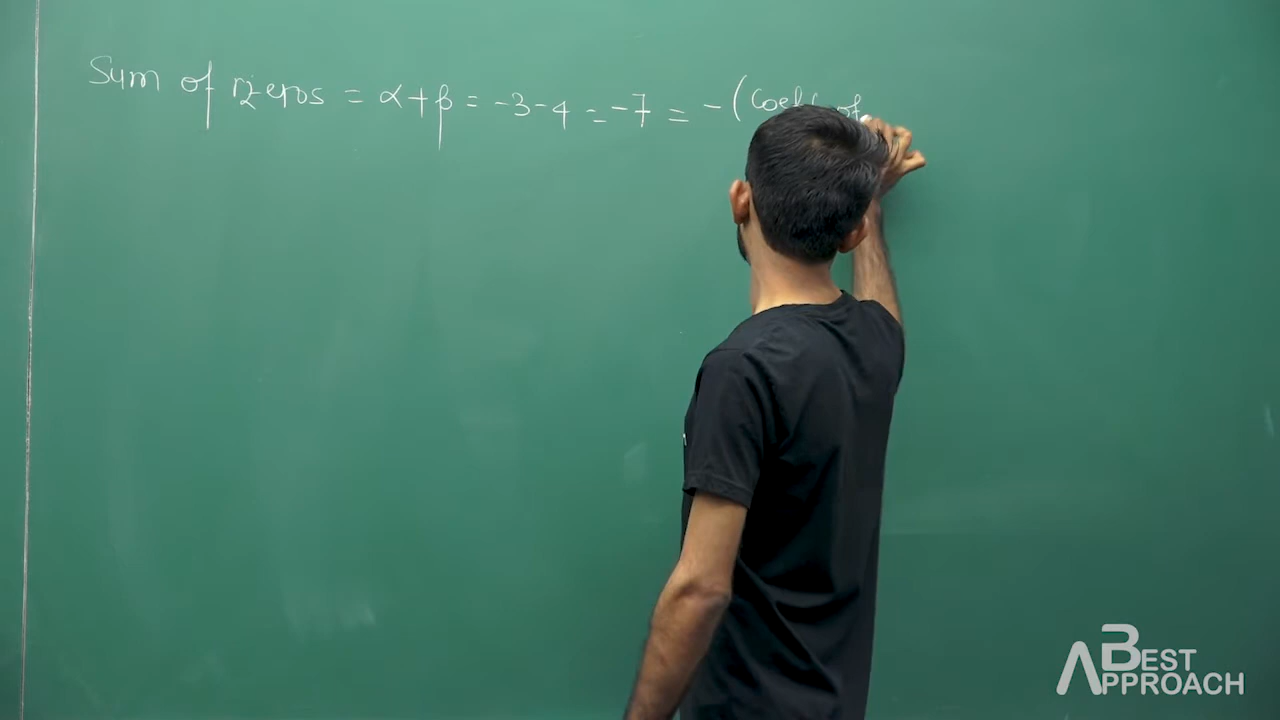 Sum of zeros = α+β = -3-4 = -7 = -(Coeff of
BEST
APPROACH